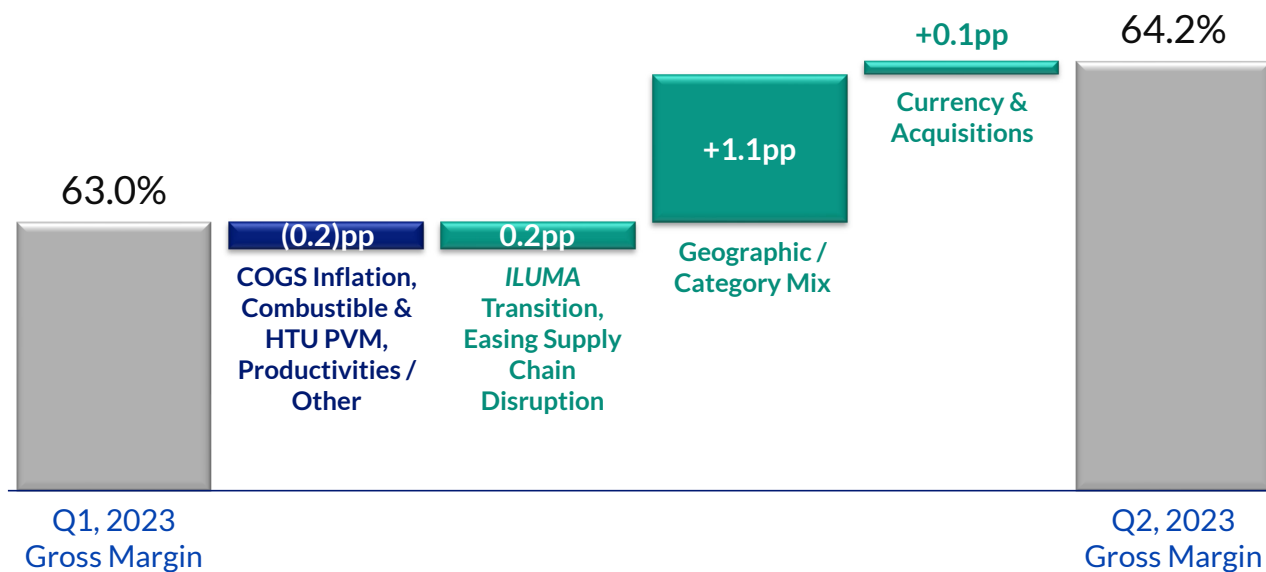 63.0%
(0.2)pp
COGS Inflation,
Combustible &
HTU PVM,
Productivities /
Other
0.2pp
ILUMA
Transition,
Easing Supply
Chain
Disruption
+1.1pp
Geographic /
Category Mix
+0.1pp
Currency &
Acquisitions
64.2%
Q1, 2023
Gross Margin
Q2, 2023
Gross Margin